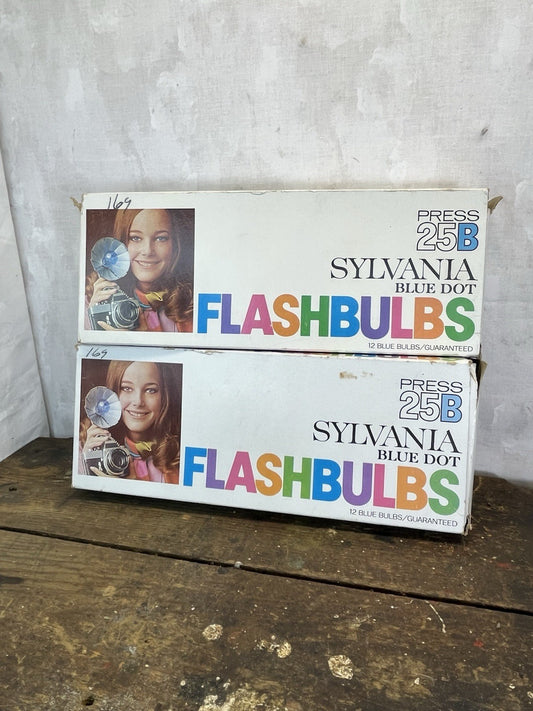 169
PRESS
25B
SYLVANIA
BLUE DOT
FLASHBULBS
12 BLUE BULBS/GUARANTEED
169
PRESS
25B
SYLVANIA
BLUE DOT
FLASHBULBS
12 BLUE BULBS/GUARANTEED